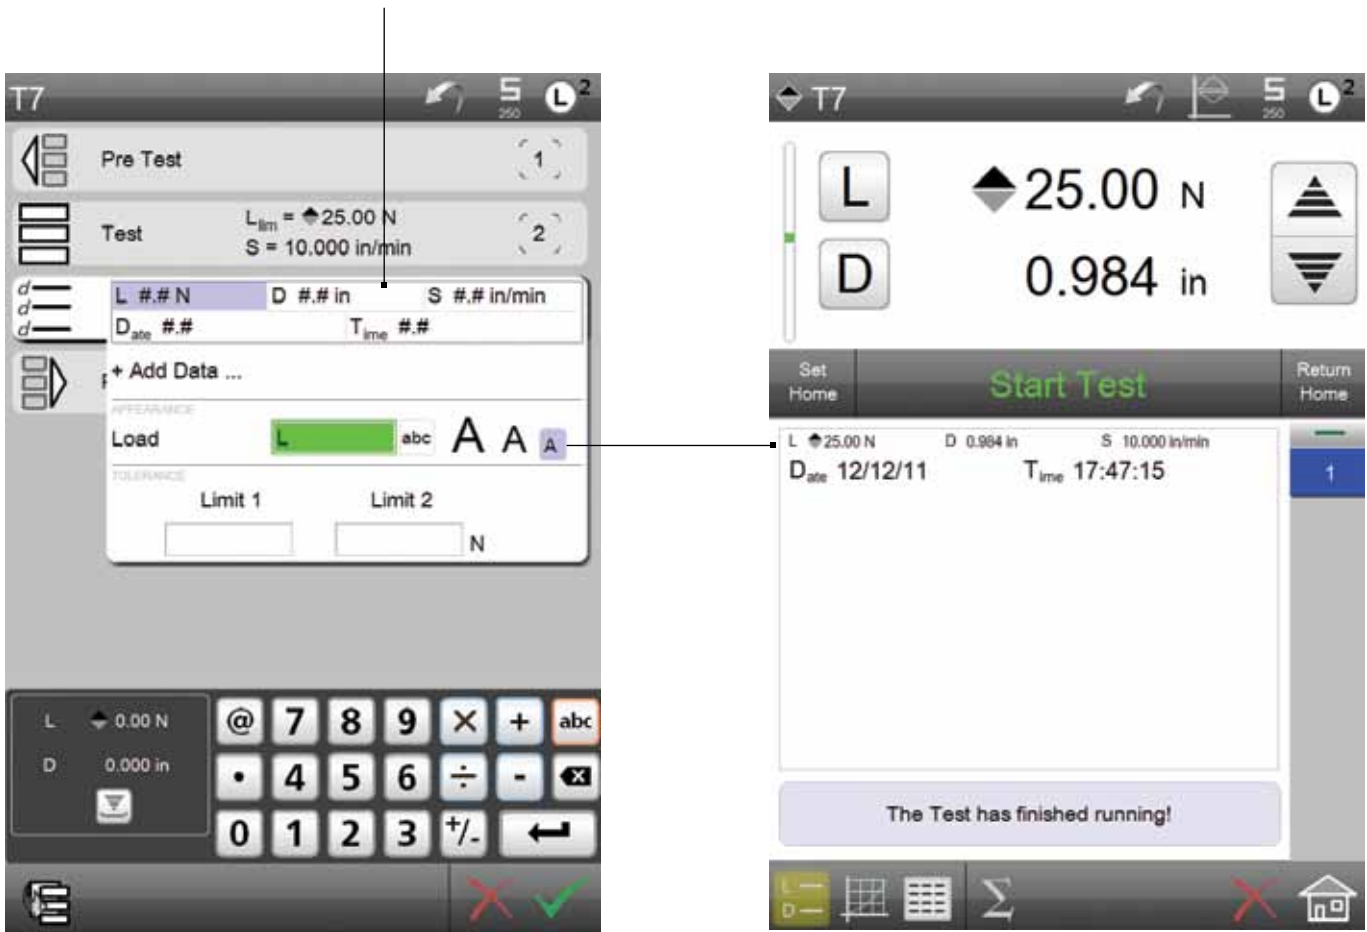 T7
S
250
L 2
Pre Test
1
Test
Llim = 25.00 N
S = 10.000 in/min
2
d
d
d
L #.# N D #.# in S #.# in/min
Date #.# Time #.#
+ Add Data ...
APPEARANCE
Load L abc A A A
TOLERANCE
Limit 1 Limit 2
N
L 0.00 N
D 0.000 in
@ 7 8 9 × + abc
• 4 5 6 ÷ -
0 1 2 3 +/-
T7
S
250
L 2
L 25.00 N
D 0.984 in
Set Home
Start Test
Return Home
L 25.00 N D 0.984 in S 10.000 in/min
Date 12/12/11 Time 17:47:15
1
The Test has finished running!
L
D
Σ